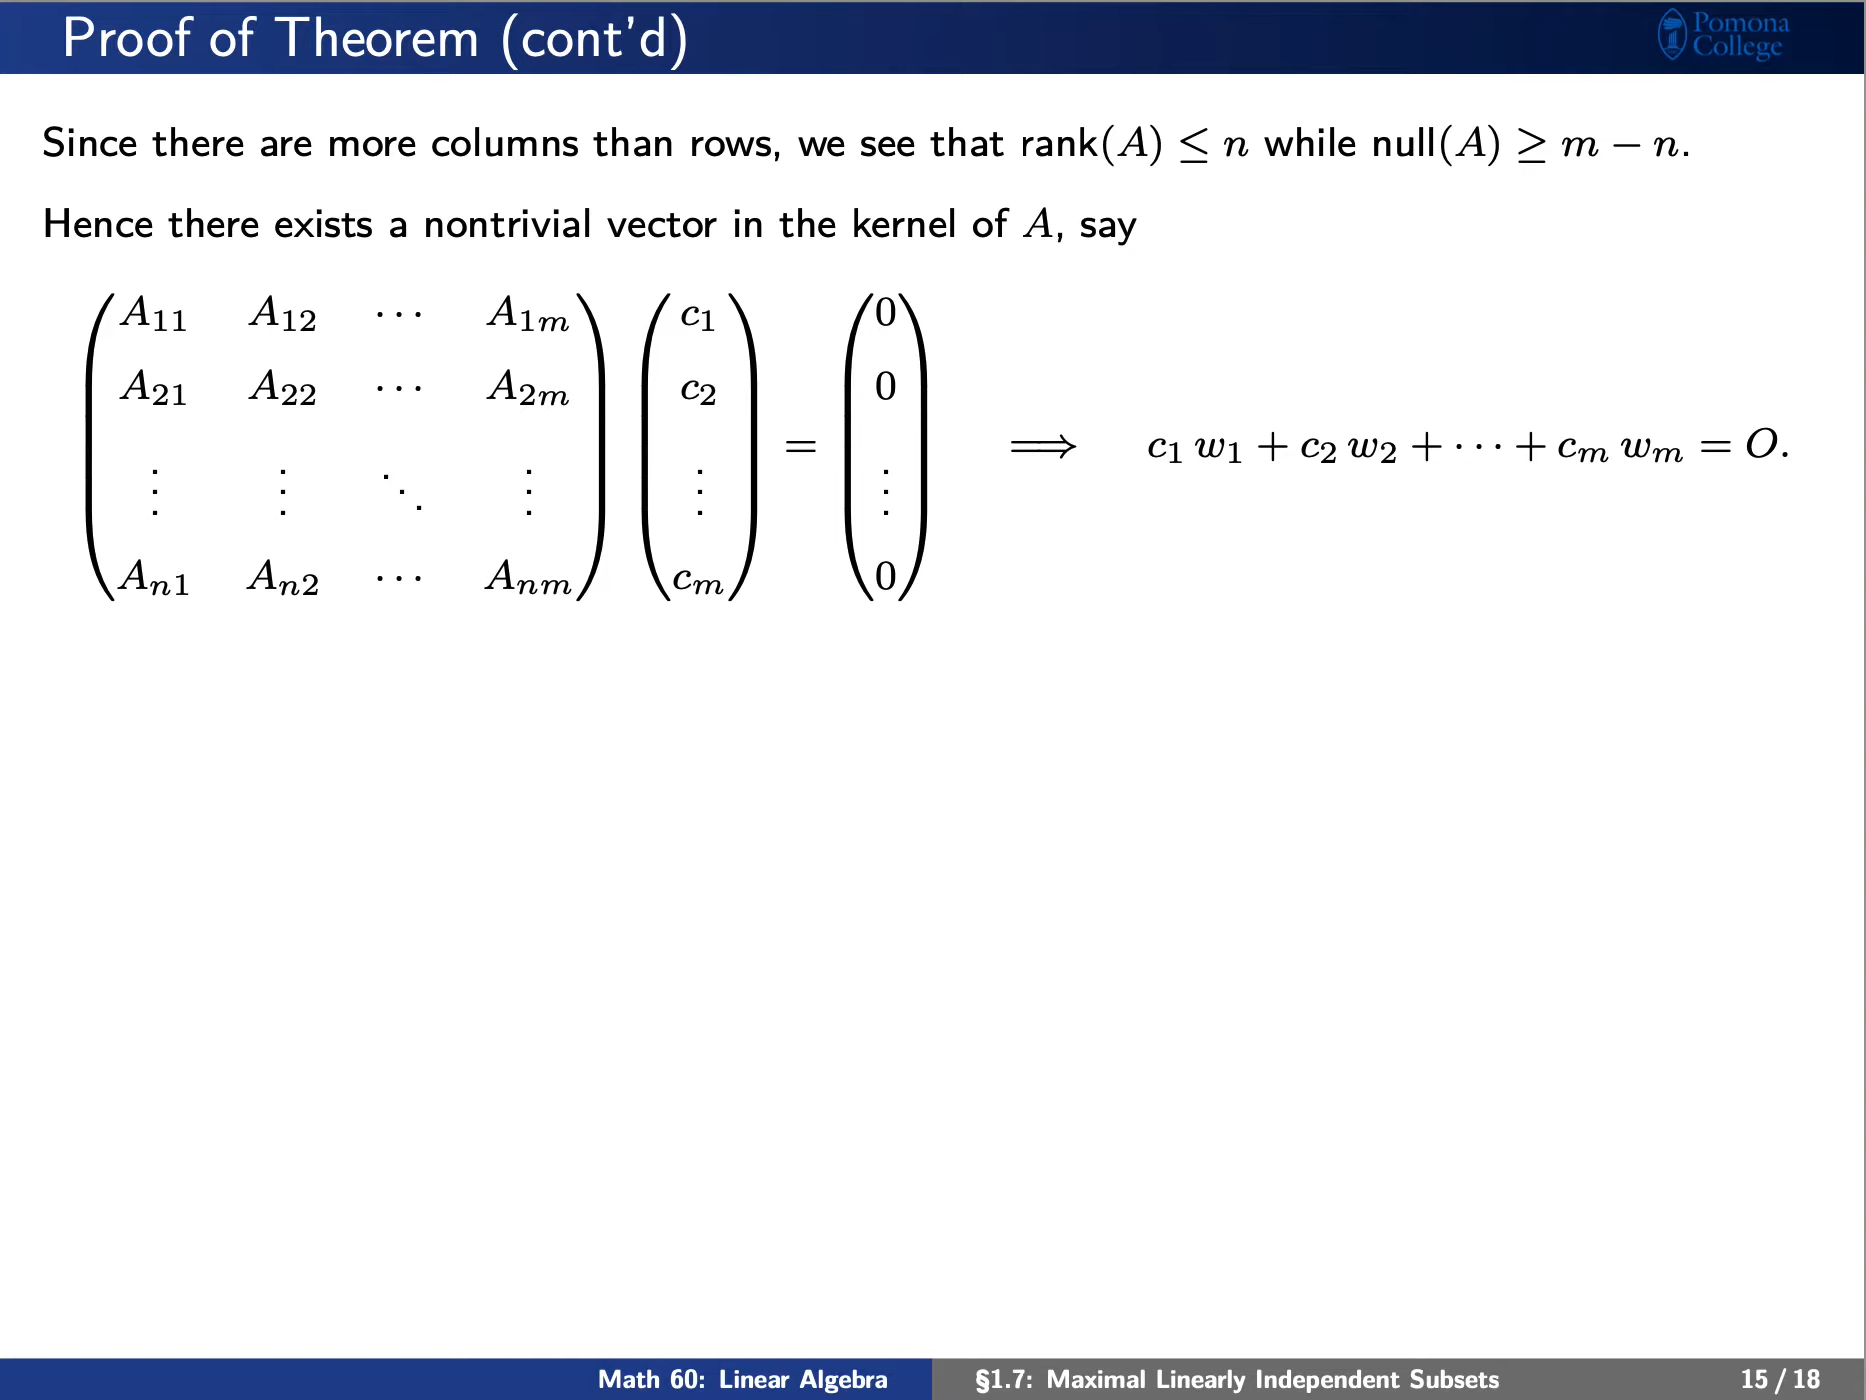 Proof of Theorem (cont'd)
Pomona
College
Since there are more columns than rows, we see that rank(A) ≤ n while null(A) ≥ m − n.
Hence there exists a nontrivial vector in the kernel of A, say
A₁₁ A₁₂ ⋯ A₁ₘ c₁ 0
A₂₁ A₂₂ ⋯ A₂ₘ c₂ 0
⋮ ⋮ ⋱ ⋮ ⋮ = ⋮ ⟹ c₁ w₁ + c₂ w₂ + ⋯ + cₘ wₘ = O.
Aₙ₁ Aₙ₂ ⋯ Aₙₘ cₘ 0
Math 60: Linear Algebra
§1.7: Maximal Linearly Independent Subsets
15 / 18